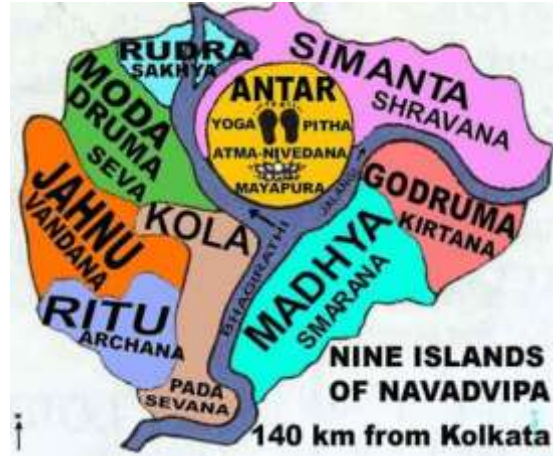 RUDRA
SAKHYA
SIMANTA
SHRAVANA
MODA
DRUMA
SEVA
ANTAR
YOGA PITHA
ATMA-NIVEDANA
MAYAPURA
JALANGI
GODRUMA
KIRTANA
JAHNU
VANDANA
KOLA
BHAGIRATHI
MADHYA
SMARANA
RITU
ARCHANA
PADA
SEVANA
NINE ISLANDS
OF NAVADVIPA
140 km from Kolkata